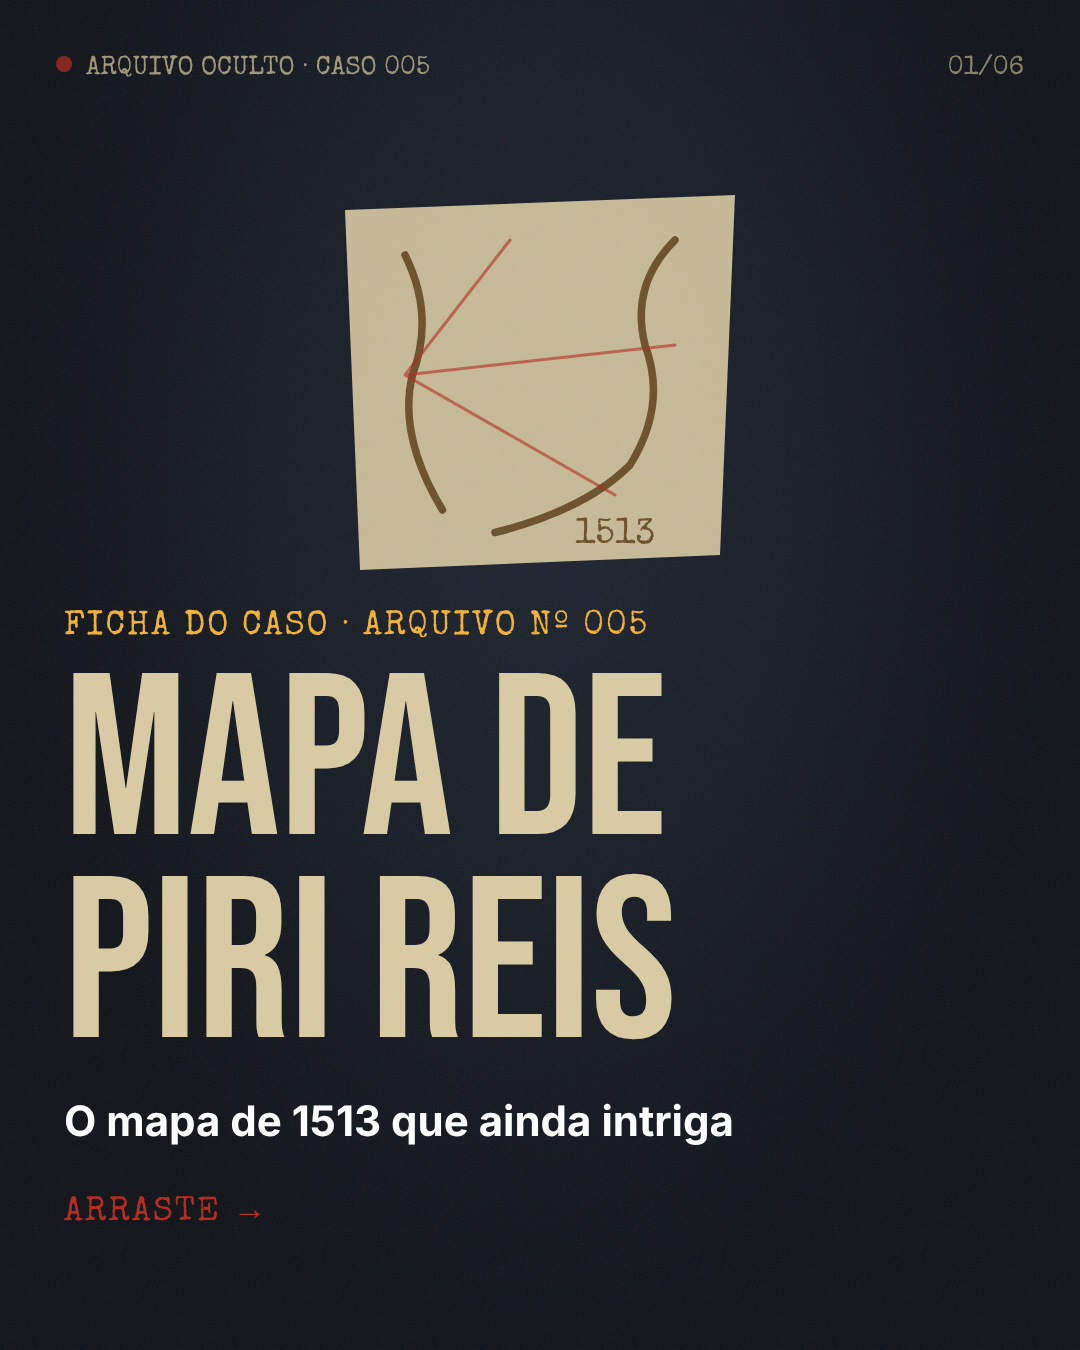 ARQUIVO OCULTO · CASO 005
01/06
1513
FICHA DO CASO · ARQUIVO Nº 005
MAPA DE
PIRI REIS
O mapa de 1513 que ainda intriga
ARRASTE →